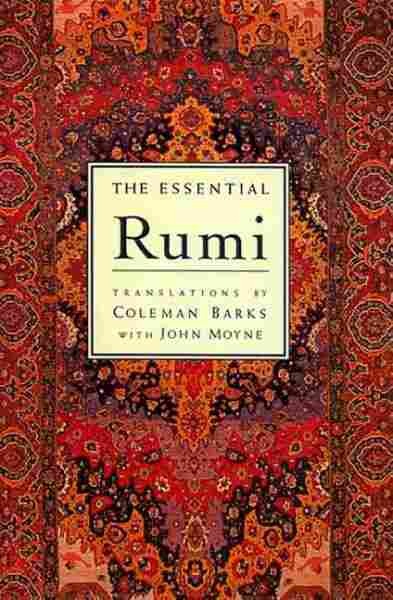 THE ESSENTIAL
Rumi
TRANSLATIONS BY
COLEMAN BARKS
WITH JOHN MOYNE